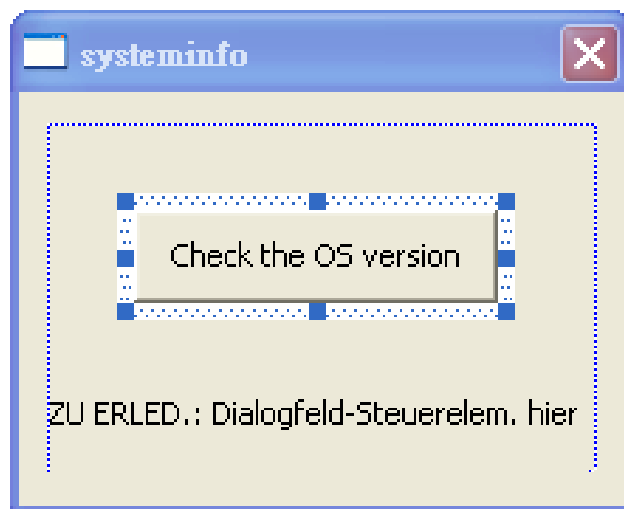 systeminfo
Check the OS version
ZU ERLED.: Dialogfeld-Steuerelem. hier